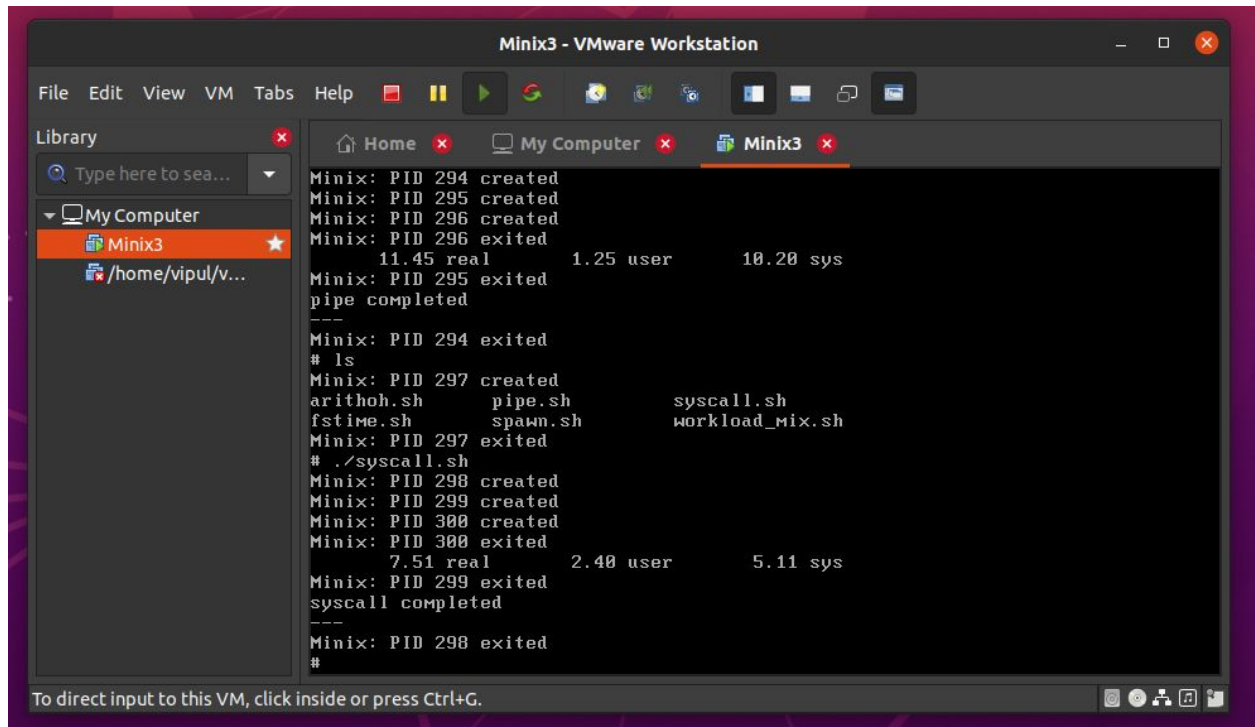 Minix3 - VMware Workstation
File Edit View VM Tabs Help
Library
Type here to sea...
My Computer
Minix3
/home/vipul/v...
Home
My Computer
Minix3
Minix: PID 294 created
Minix: PID 295 created
Minix: PID 296 created
Minix: PID 296 exited
11.45 real 1.25 user 10.20 sys
Minix: PID 295 exited
pipe completed
---
Minix: PID 294 exited
# ls
Minix: PID 297 created
arithoh.sh pipe.sh syscall.sh
fstime.sh spawn.sh workload_mix.sh
Minix: PID 297 exited
# ./syscall.sh
Minix: PID 298 created
Minix: PID 299 created
Minix: PID 300 created
Minix: PID 300 exited
7.51 real 2.40 user 5.11 sys
Minix: PID 299 exited
syscall completed
---
Minix: PID 298 exited
#
To direct input to this VM, click inside or press Ctrl+G.